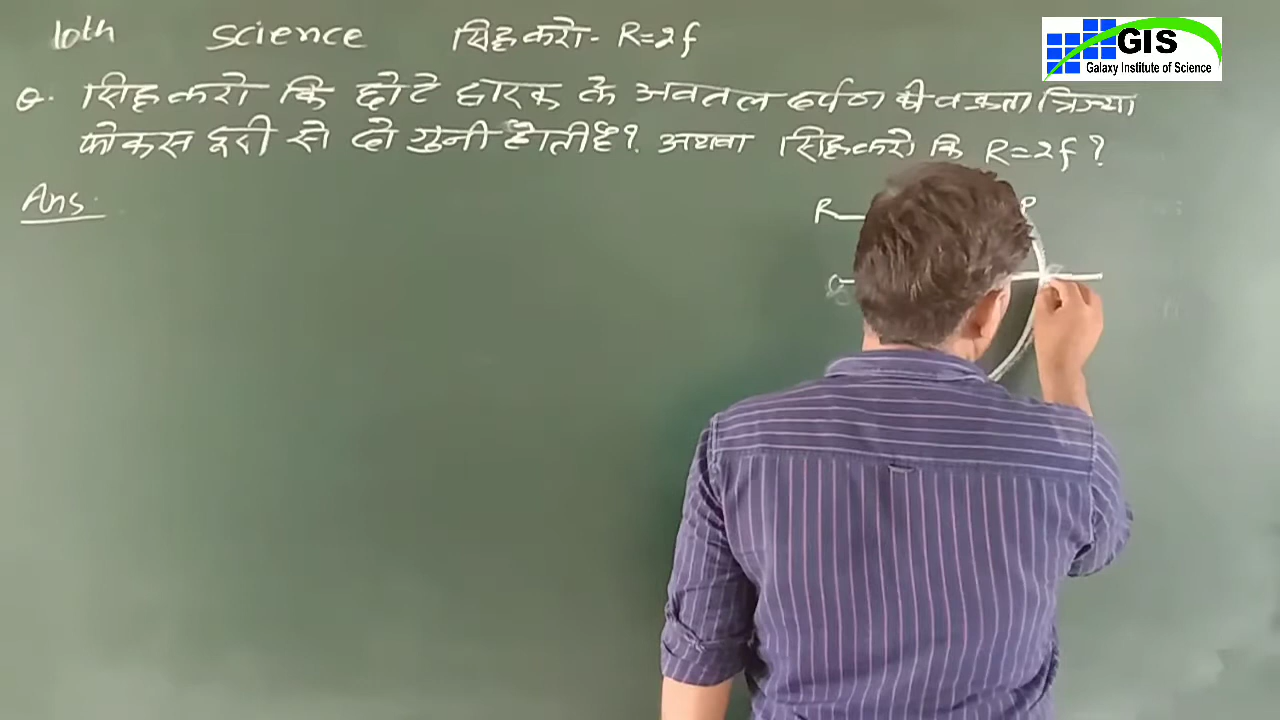 10th Science सिद्ध करो- R=2f
GIS
Galaxy Institute of Science
Q. सिद्ध करो कि छोटे द्वारक के अवतल दर्पण की वक्रता त्रिज्या
फोकस दूरी से दो गुनी होती है? अथवा सिद्ध करो कि R=2f?
Ans.
R P